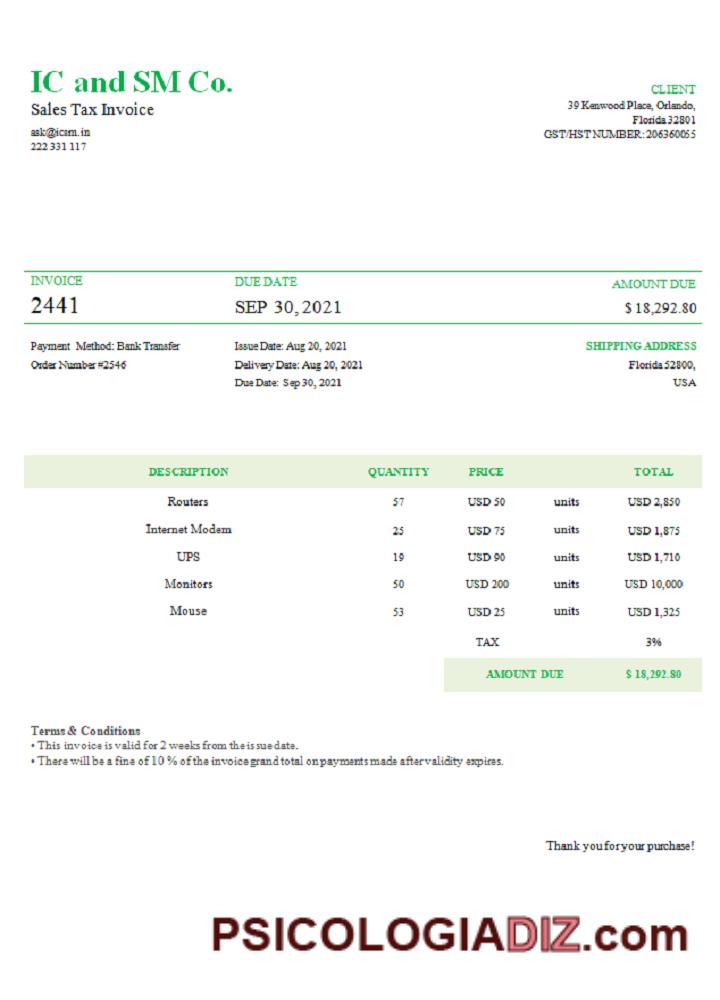 IC and SM Co.
Sales Tax Invoice
ask@icsm.in
222 331 117
CLIENT
39 Kenwood Place, Orlando,
Florida 32801
GST/HST NUMBER: 206360055
INVOICE
2441
DUE DATE
SEP 30, 2021
AMOUNT DUE
$ 18,292.80
Payment Method: Bank Transfer
Order Number #2546
Issue Date: Aug 20, 2021
Delivery Date: Aug 20, 2021
Due Date: Sep 30, 2021
SHIPPING ADDRESS
Florida 52800,
USA
DESCRIPTION QUANTITY PRICE TOTAL
Routers 57 USD 50 units USD 2,850
Internet Modem 25 USD 75 units USD 1,875
UPS 19 USD 90 units USD 1,710
Monitors 50 USD 200 units USD 10,000
Mouse 53 USD 25 units USD 1,325
TAX 3%
AMOUNT DUE $ 18,292.80
Terms & Conditions
• This invoice is valid for 2 weeks from the issue date.
• There will be a fine of 10 % of the invoice grand total on payments made after validity expires.
Thank you for your purchase!
PSICOLOGIADIZ.com